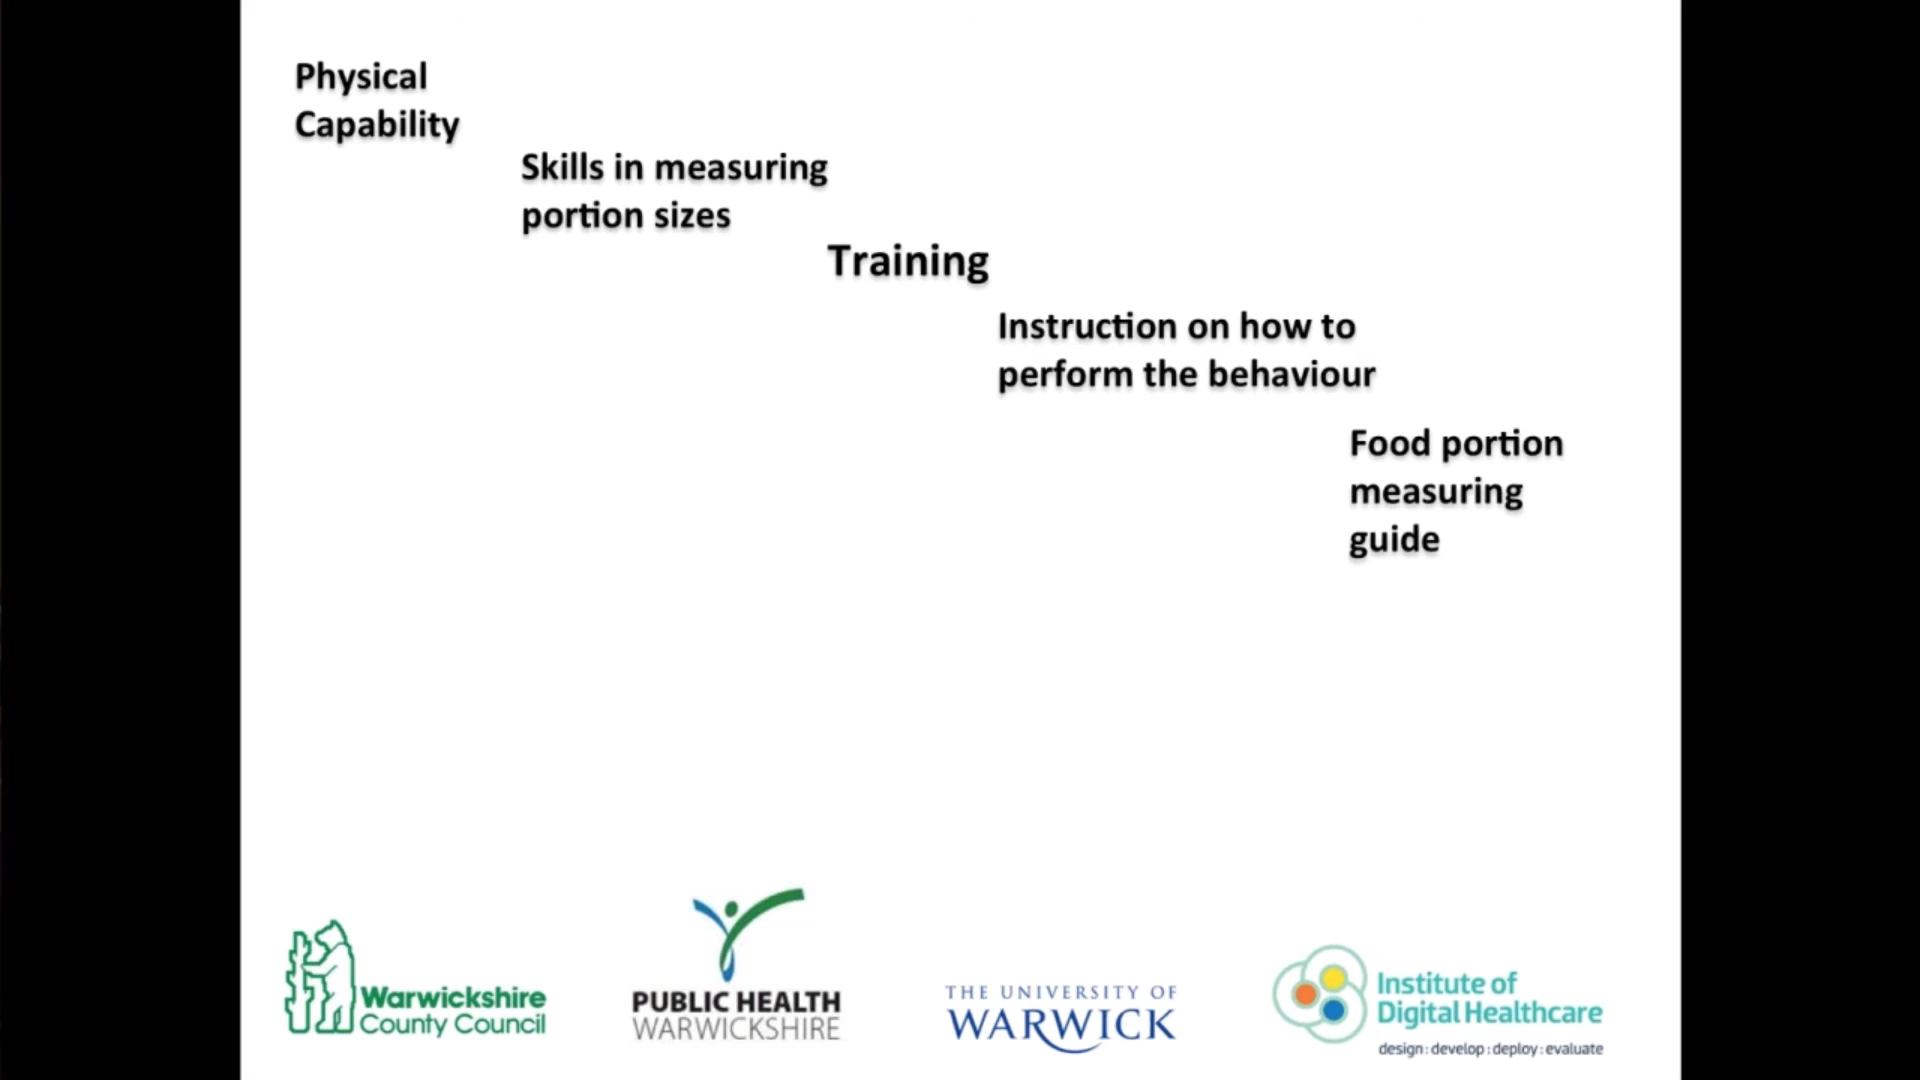 Physical
Capability
Skills in measuring
portion sizes
Training
Instruction on how to
perform the behaviour
Food portion
measuring
guide
Warwickshire
County Council
PUBLIC HEALTH
WARWICKSHIRE
THE UNIVERSITY OF
WARWICK
Institute of
Digital Healthcare
design : develop : deploy : evaluate